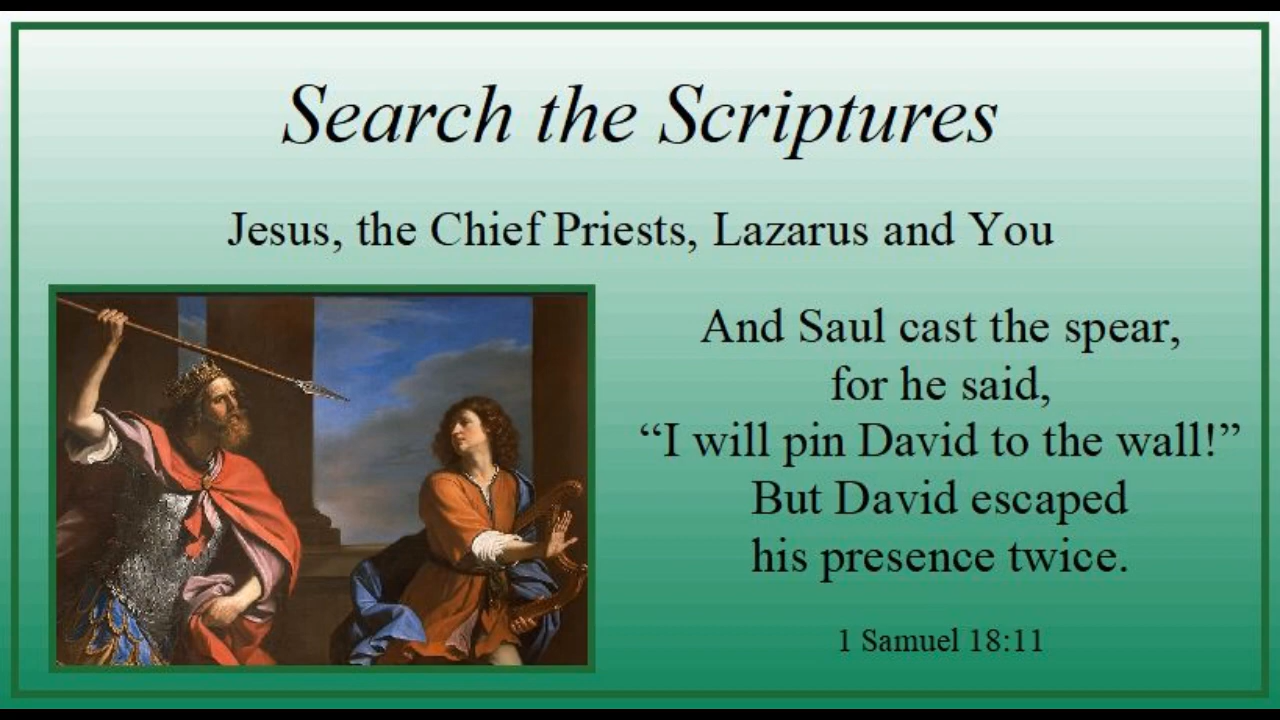 Search the Scriptures
Jesus, the Chief Priests, Lazarus and You
And Saul cast the spear,
for he said,
“I will pin David to the wall!”
But David escaped
his presence twice.
1 Samuel 18:11